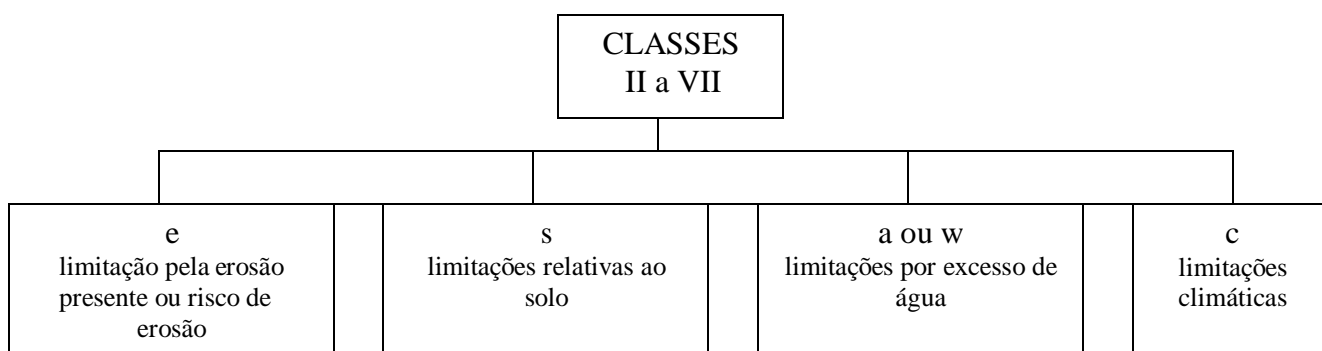 CLASSES
II a VII
e
limitação pela erosão
presente ou risco de
erosão
s
limitações relativas ao
solo
a ou w
limitações por excesso de
água
c
limitações
climáticas